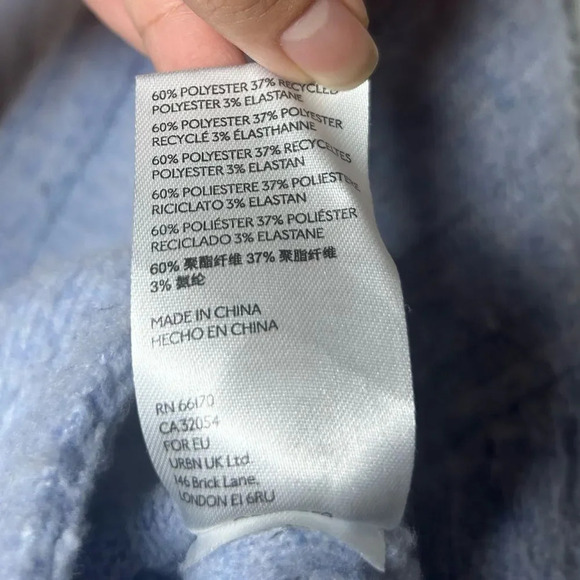 60% POLYESTER 37% RECYCLED
POLYESTER 3% ELASTANE
60% POLYESTER 37% POLYESTER
RECYCLÉ 3% ÉLASTHANNE
60% POLYESTER 37% RECYCELTES
POLYESTER 3% ELASTAN
60% POLIESTERE 37% POLIESTERE
RICICLATO 3% ELASTAN
60% POLIÉSTER 37% POLIÉSTER
RECICLADO 3% ELASTANE
60% 聚酯纤维 37% 聚脂纤维
3% 氨纶
MADE IN CHINA
HECHO EN CHINA
RN 66170
CA 32054
FOR EU
URBN UK Ltd.
146 Brick Lane,
LONDON E1 6RU